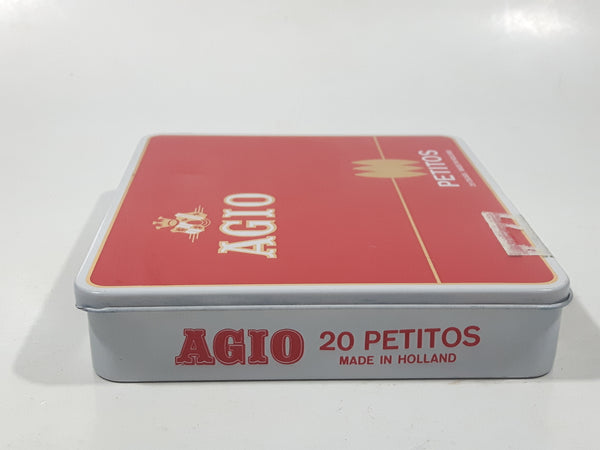 AGIO
PETITOS
AGIO 20 PETITOS
MADE IN HOLLAND